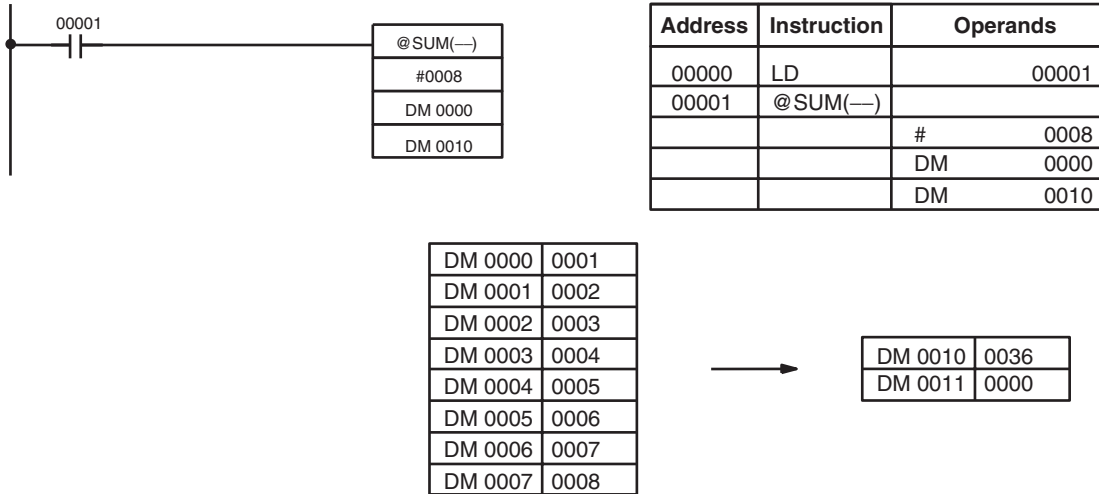 00001
@SUM(––)
#0008
DM 0000
DM 0010
Address Instruction Operands
00000 LD 00001
00001 @SUM(––)
# 0008
DM 0000
DM 0010
DM 0000 0001
DM 0001 0002
DM 0002 0003
DM 0003 0004
DM 0004 0005
DM 0005 0006
DM 0006 0007
DM 0007 0008
DM 0010 0036
DM 0011 0000